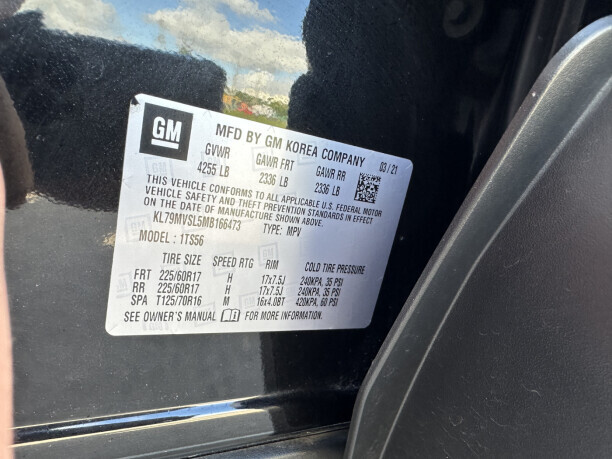 GM
MFD BY GM KOREA COMPANY
03/21
GVWR GAWR FRT GAWR RR
4255 LB 2336 LB 2336 LB
THIS VEHICLE CONFORMS TO ALL APPLICABLE U.S. FEDERAL MOTOR
VEHICLE SAFETY AND THEFT PREVENTION STANDARDS IN EFFECT
ON THE DATE OF MANUFACTURE SHOWN ABOVE.
KL79MVSL5MB166473 TYPE: MPV
MODEL: 1TS56
TIRE SIZE SPEED RTG RIM COLD TIRE PRESSURE
FRT 225/60R17 H 17x7.5J 240KPA, 35 PSI
RR 225/60R17 H 17x7.5J 240KPA, 35 PSI
SPA T125/70R16 M 16x4.0BT 420KPA, 60 PSI
SEE OWNER'S MANUAL FOR MORE INFORMATION.